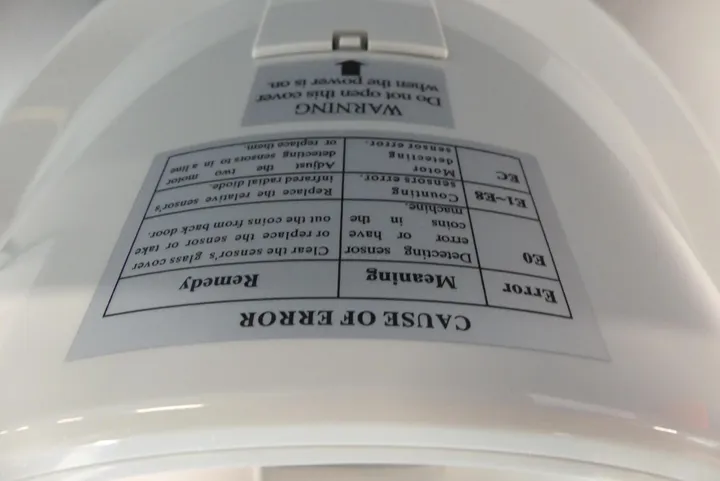 CAUSE OF ERROR
Error Meaning Remedy
E0
Detecting sensor
error or have
coins in the
machine.
Clear the sensor's glass cover
or replace the sensor or take
out the coins from back door.
E1~E8
Counting
sensors error.
Replace the relative sensor's
infrared radial diode.
EC
Motor
detecting
sensor error.
Adjust the two motor
detecting sensors to in a line
or replace them
WARNING
Do not open this cover
when the power is on.